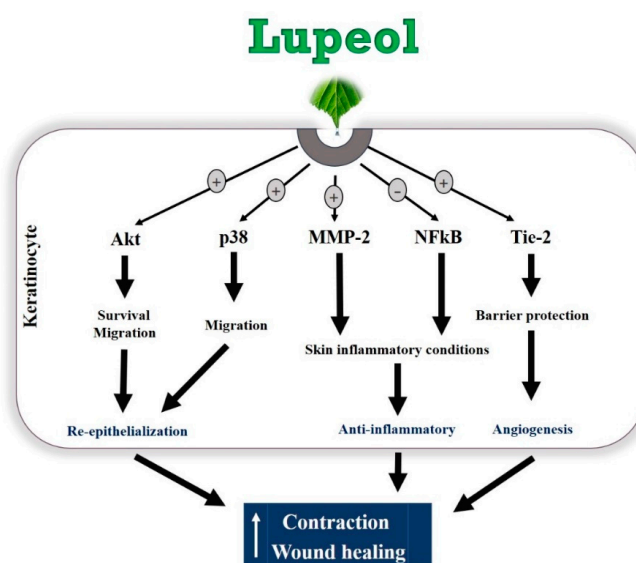 Lupeol
+
+
+
−
+
Akt
p38
MMP-2
NFkB
Tie-2
Keratinocyte
Survival
Migration
Migration
Barrier protection
Skin inflammatory conditions
Re-epithelialization
Anti-inflammatory
Angiogenesis
Contraction
Wound healing